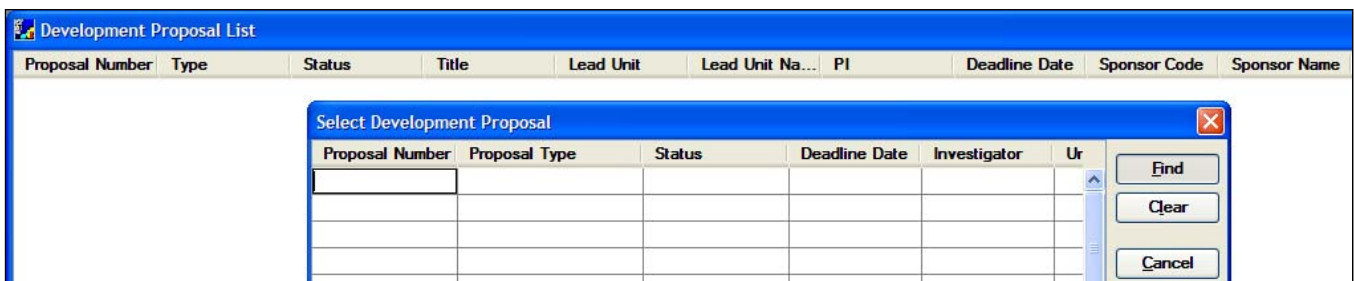 Development Proposal List
Proposal Number Type Status Title Lead Unit Lead Unit Na... PI Deadline Date Sponsor Code Sponsor Name
Select Development Proposal
Proposal Number Proposal Type Status Deadline Date Investigator Ur
Find
Clear
Cancel